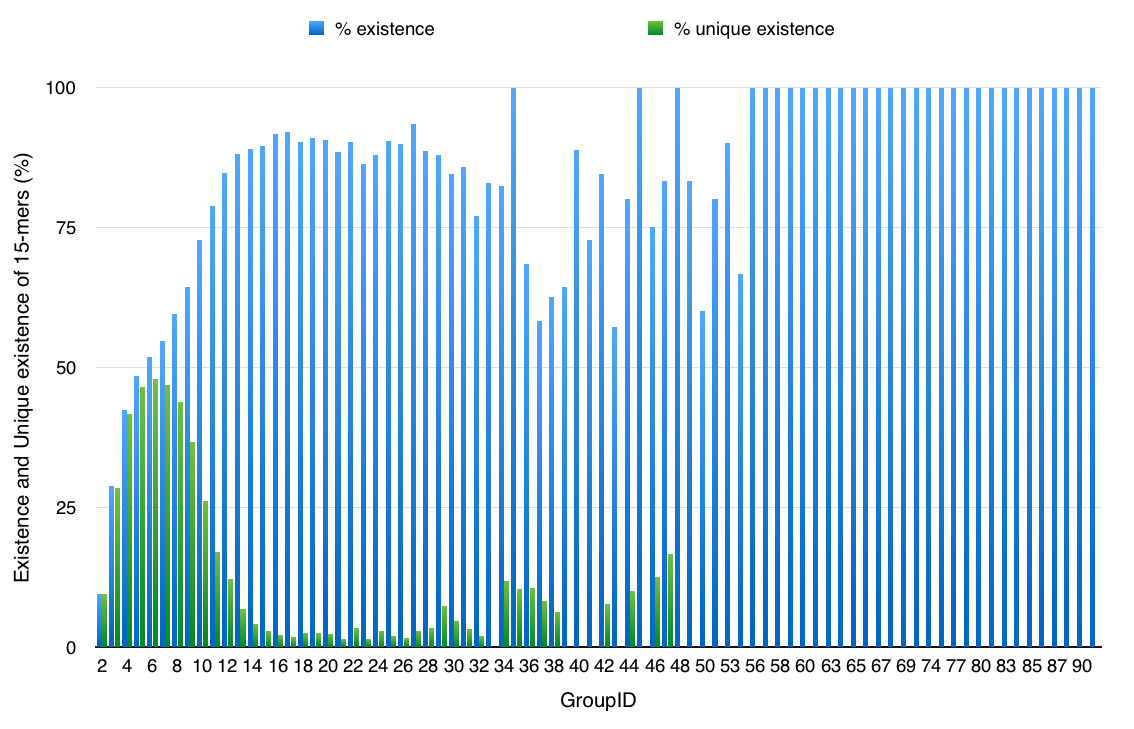 % existence % unique existence
Existence and Unique existence of 15-mers (%)
100
75
50
25
0
2 4 6 8 10 12 14 16 18 20 22 24 26 28 30 32 34 36 38 40 42 44 46 48 50 53 56 58 60 63 65 67 69 74 77 80 83 85 87 90
GroupID